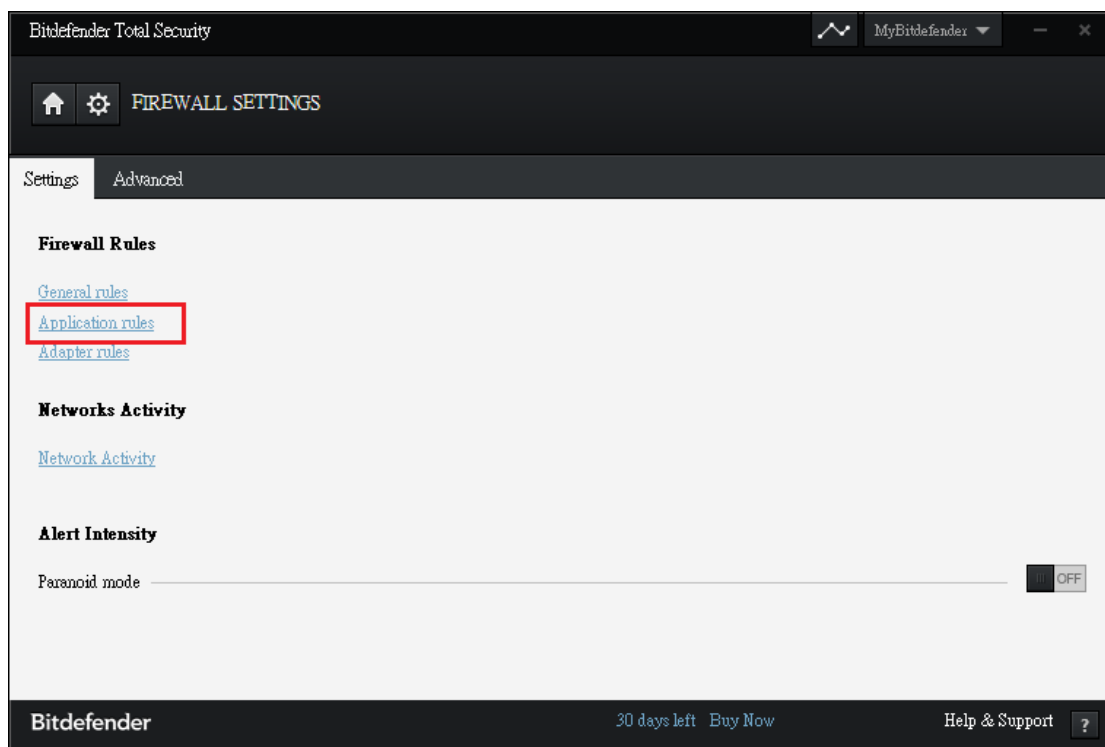 Bitdefender Total Security
MyBitdefender
FIREWALL SETTINGS
Settings Advanced
Firewall Rules
General rules
Application rules
Adapter rules
Networks Activity
Network Activity
Alert Intensity
Paranoid mode OFF
Bitdefender 30 days left Buy Now Help & Support ?